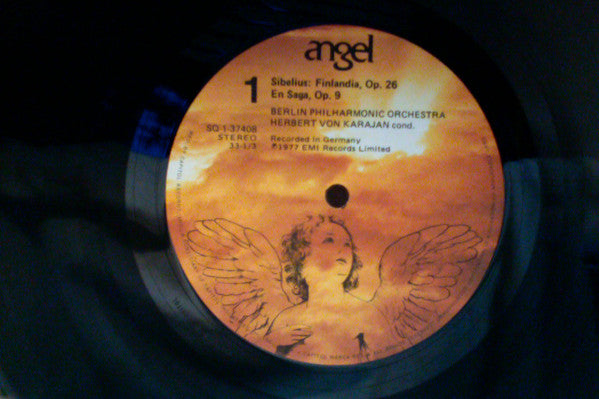 angel
1
Sibelius: Finlandia, Op. 26
En Saga, Op. 9
BERLIN PHILHARMONIC ORCHESTRA
HERBERT VON KARAJAN cond.
SQ 1-37408
STEREO
33-1/3
Recorded in Germany
℗1977 EMI Records Limited